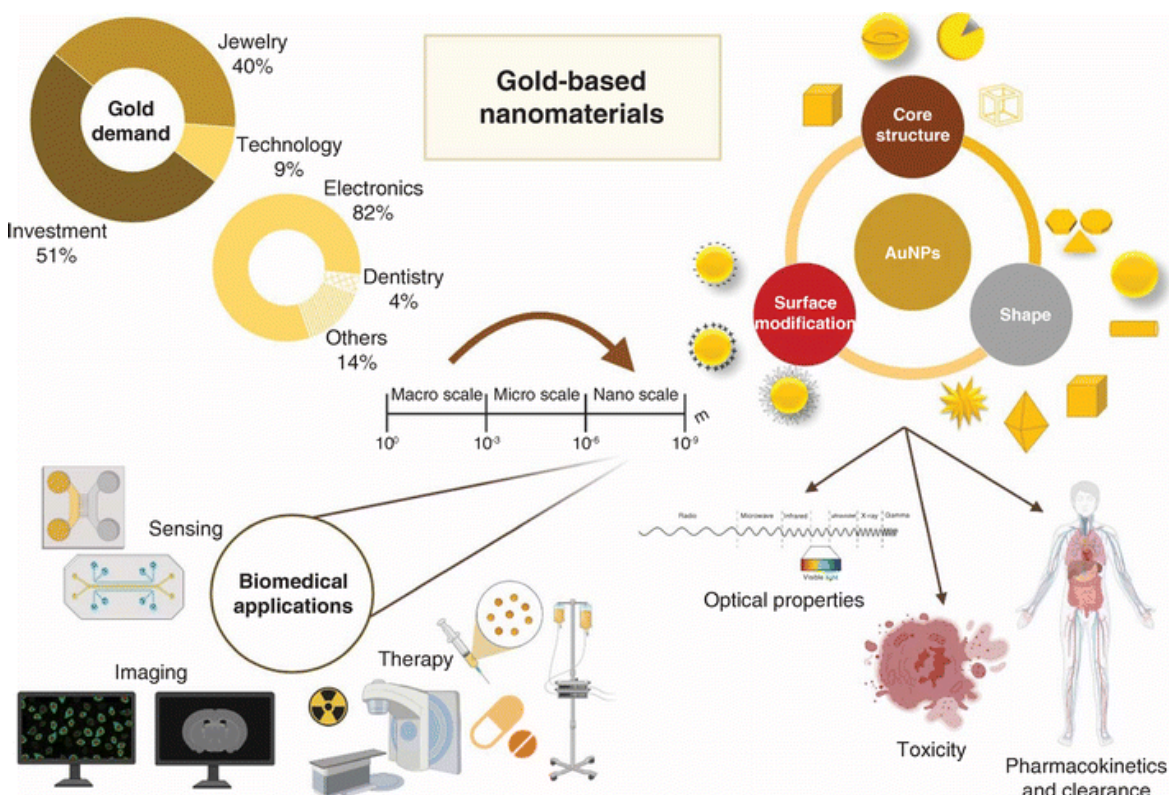 Jewelry
40%
Gold
demand
Technology
9%
Investment
51%
Electronics
82%
Dentistry
4%
Others
14%
Gold-based
nanomaterials
Core
structure
AuNPs
Surface
modification
Shape
Macro scale
Micro scale
Nano scale
m
10⁰
10⁻³
10⁻⁶
10⁻⁹
Sensing
Biomedical
applications
Imaging
Therapy
Radio
Microwave
Infrared
Ultraviolet
X-ray
Gamma
Visible light
Optical properties
Toxicity
Pharmacokinetics
and clearance